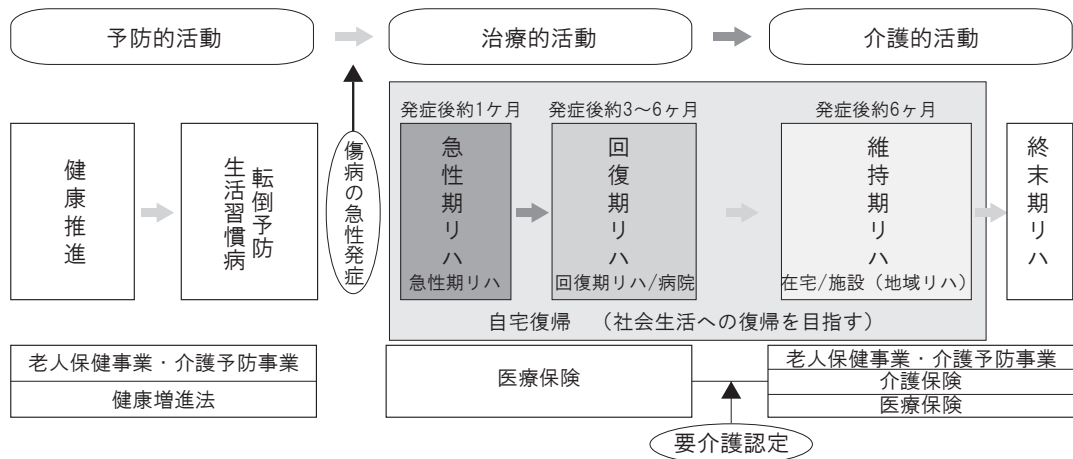 予防的活動
治療的活動
介護的活動
発症後約1ケ月
発症後約3〜6ヶ月
発症後約6ヶ月
健康推進
転倒予防
生活習慣病
傷病の急性発症
急性期リハ
急性期リハ
回復期リハ
回復期リハ/病院
維持期リハ
在宅/施設（地域リハ）
終末期リハ
自宅復帰　（社会生活への復帰を目指す）
老人保健事業・介護予防事業
健康増進法
医療保険
老人保健事業・介護予防事業
介護保険
医療保険
要介護認定